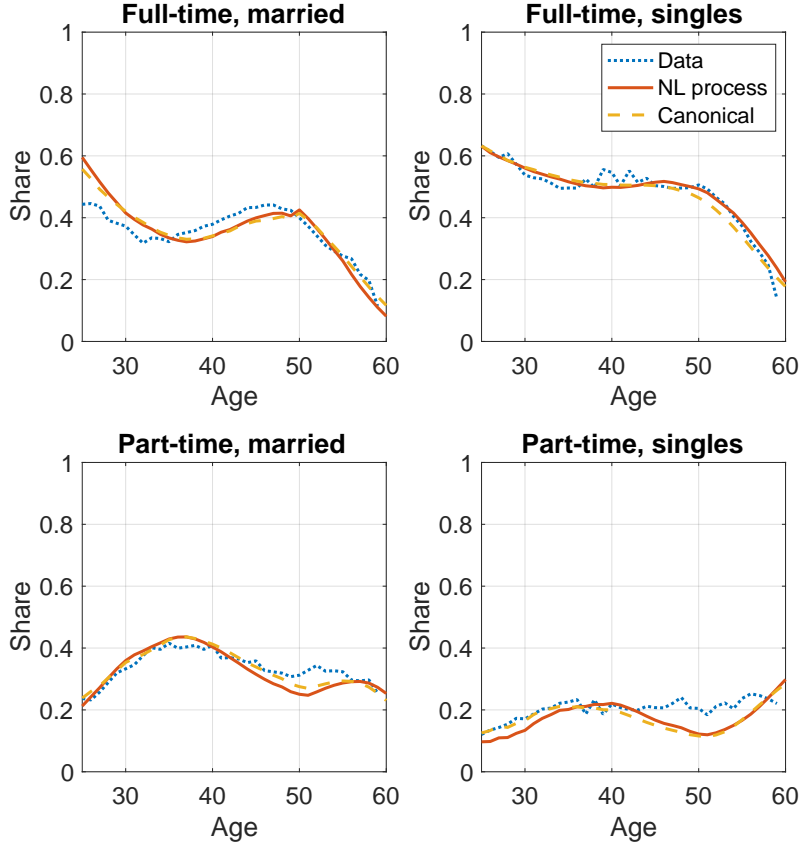 Full-time, married
1
0.8
0.6
0.4
0.2
0
Share
30
40
50
60
Age
Full-time, singles
Data
NL process
Canonical
1
0.8
0.6
0.4
0.2
0
Share
30
40
50
60
Age
Part-time, married
1
0.8
0.6
0.4
0.2
0
Share
30
40
50
60
Age
Part-time, singles
1
0.8
0.6
0.4
0.2
0
Share
30
40
50
60
Age